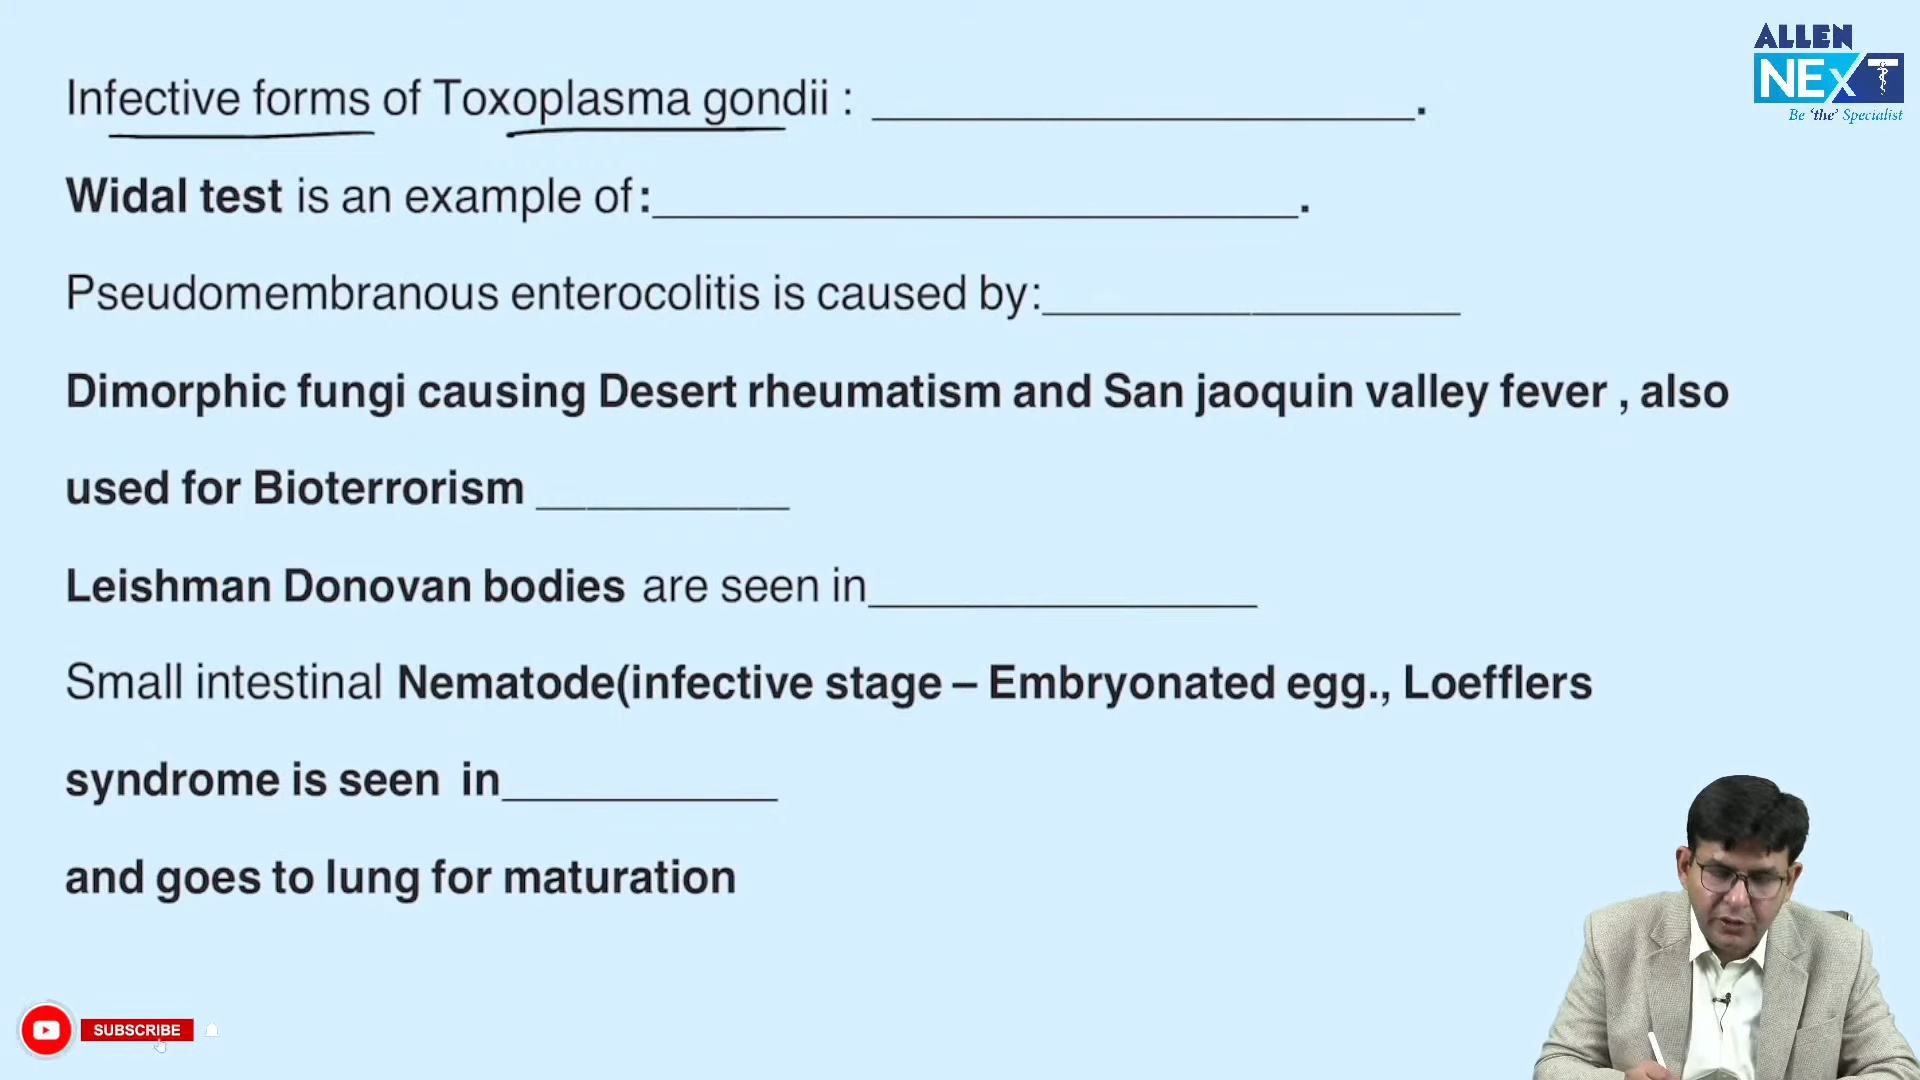 ALLEN
NEXT
Be 'the' Specialist
Infective forms of Toxoplasma gondii : ______________________.
Widal test is an example of:__________________________.
Pseudomembranous enterocolitis is caused by:_________________
Dimorphic fungi causing Desert rheumatism and San jaoquin valley fever , also
used for Bioterrorism __________
Leishman Donovan bodies are seen in________________
Small intestinal Nematode(infective stage – Embryonated egg., Loefflers
syndrome is seen in___________
and goes to lung for maturation
SUBSCRIBE